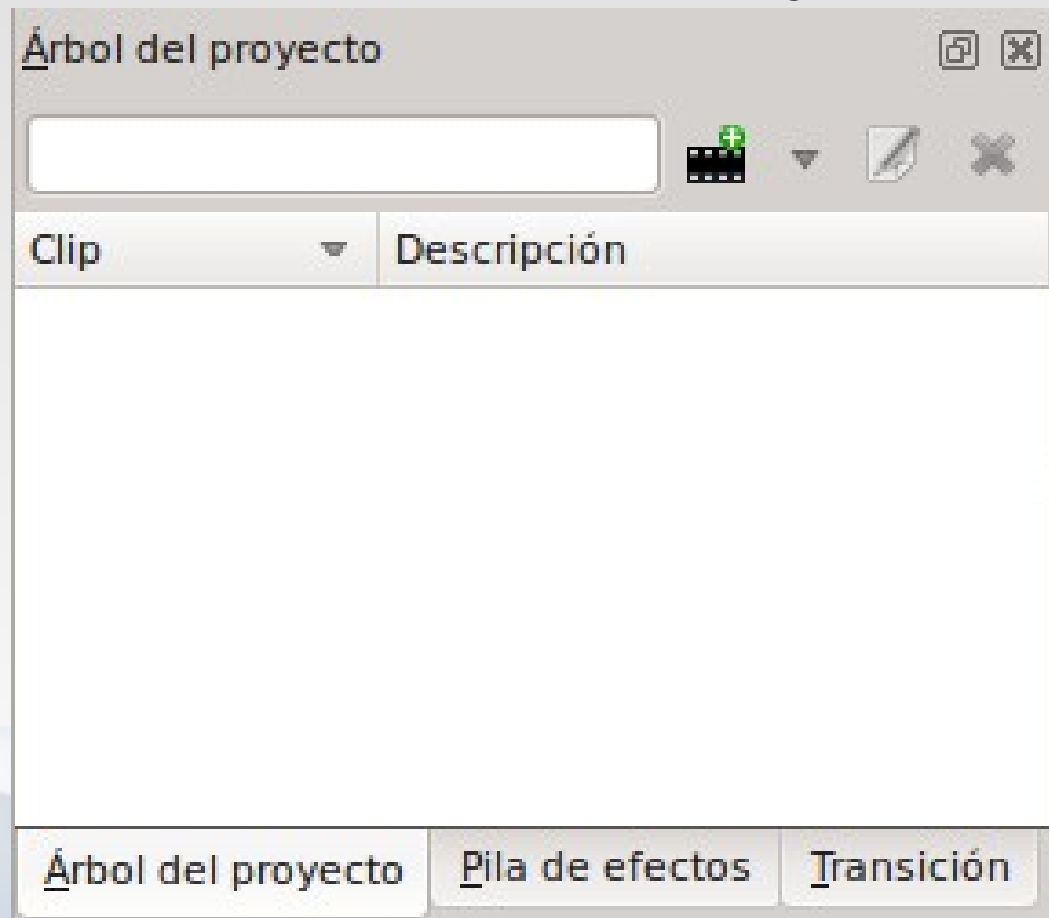 Árbol del proyecto
Clip Descripción
Árbol del proyecto Pila de efectos Transición